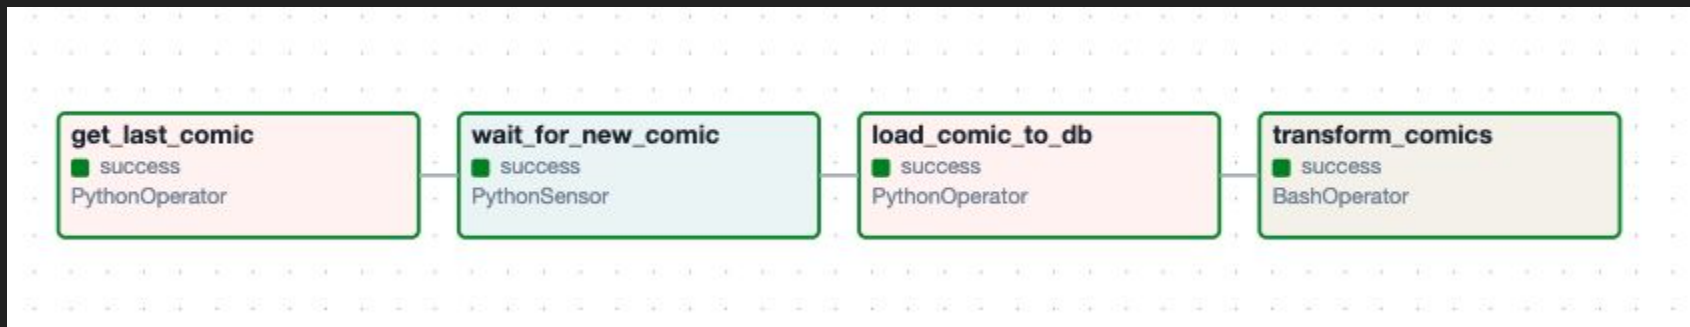 get_last_comic
success
PythonOperator
wait_for_new_comic
success
PythonSensor
load_comic_to_db
success
PythonOperator
transform_comics
success
BashOperator